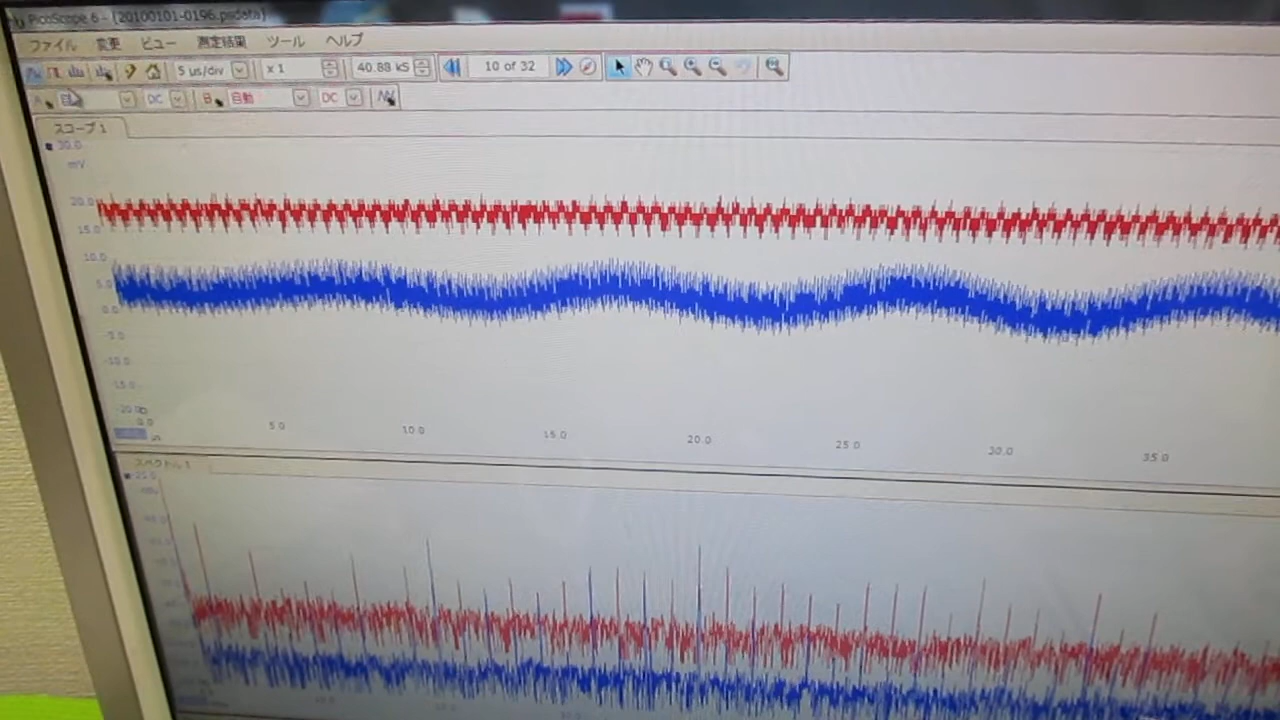 PicoScope 6 - [20100101-0196.psdata]
ファイル 変更 ビュー 測定結果 ツール ヘルプ
5 µs/div x 1 40.88 kS 10 of 32
A DC B 自動 DC
スコープ 1
30.0
mV
20.0
15.0
10.0
5.0
0.0
-5.0
-10.0
-15.0
-20.0
0.0 5.0 10.0 15.0 20.0 25.0 30.0 35.0
µs
スペクトル 1